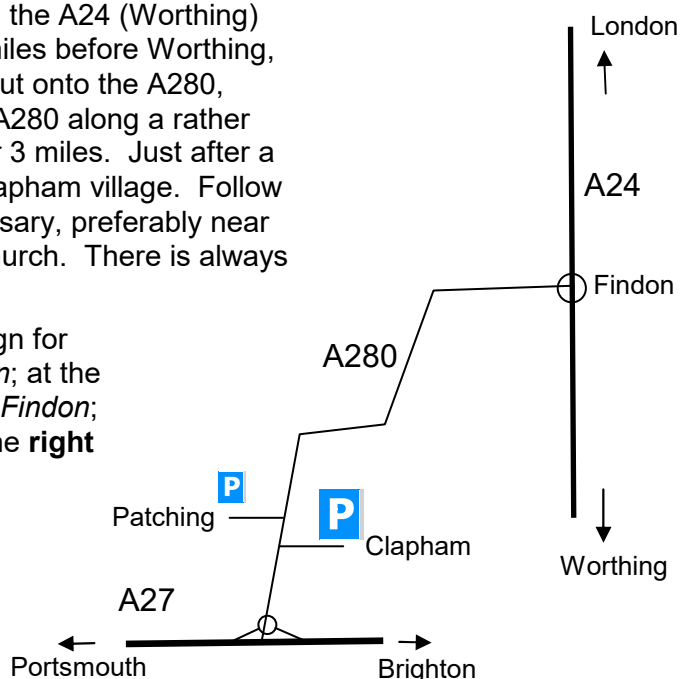 the A24 (Worthing)
miles before Worthing,
ut onto the A280,
A280 along a rather
3 miles.  Just after a
apham village.  Follow
sary, preferably near
urch.  There is always
gn for
; at the
Findon;
ne right
London
A24
Findon
A280
P
Patching
P
Clapham
Worthing
A27
Portsmouth
Brighton